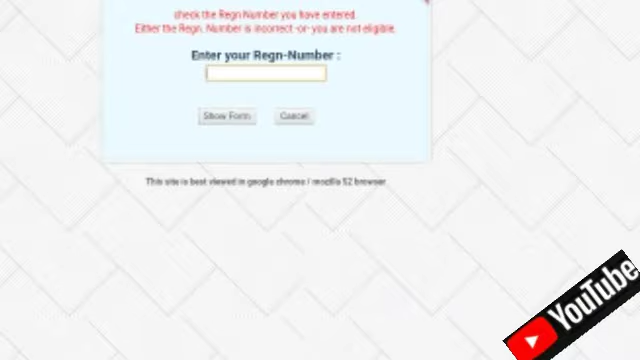 check the Regn Number you have entered.
Either the Regn. Number is incorrect -or- you are not eligible.
Enter your Regn-Number :
Show Form
Cancel
This site is best viewed in google chrome / mozilla 52 browser
YouTube